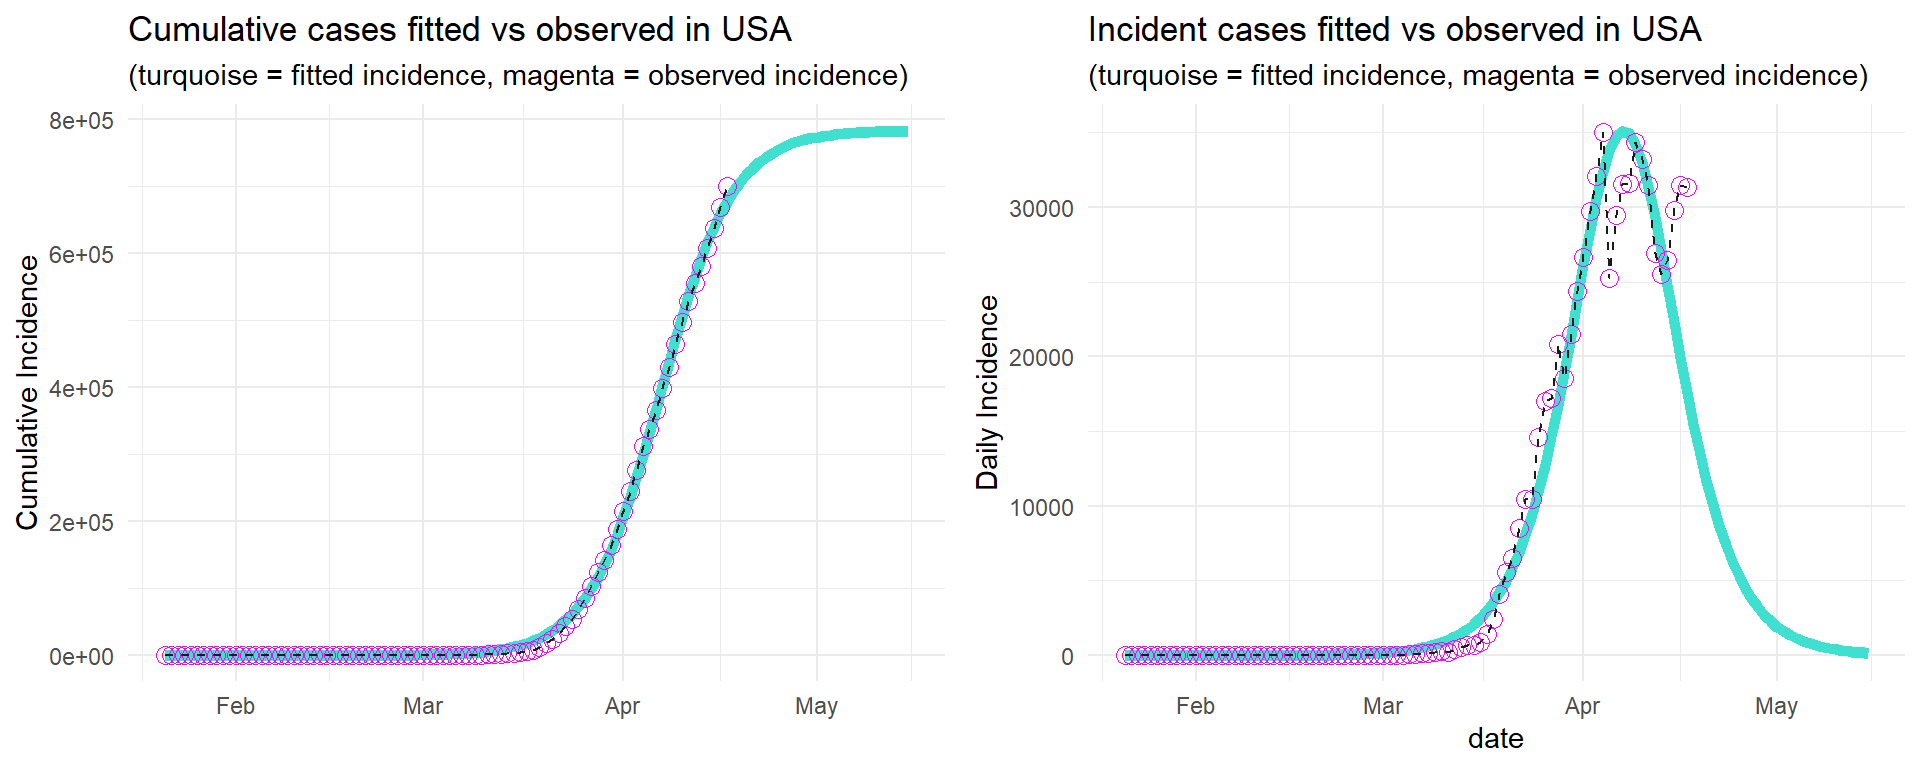 Cumulative cases fitted vs observed in USA
(turquoise = fitted incidence, magenta = observed incidence)
Cumulative Incidence
8e+05
6e+05
4e+05
2e+05
0e+00
Feb
Mar
Apr
May
Incident cases fitted vs observed in USA
(turquoise = fitted incidence, magenta = observed incidence)
Daily Incidence
30000
20000
10000
0
Feb
Mar
Apr
May
date